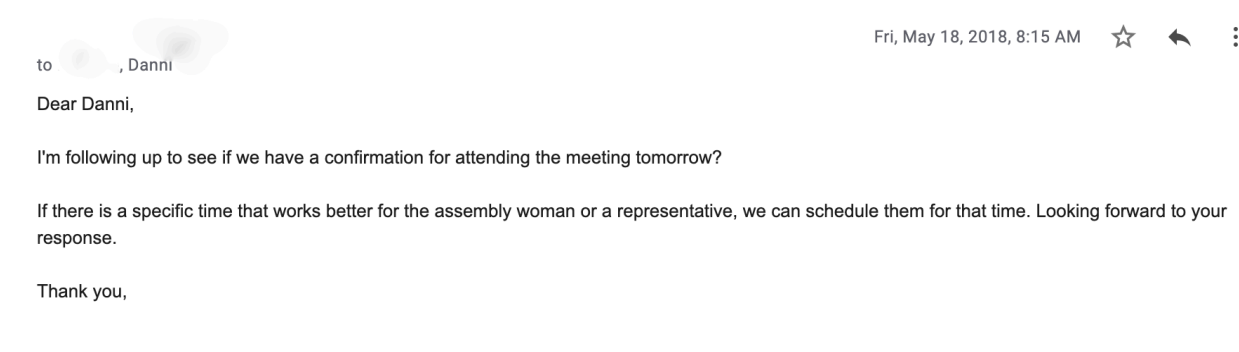 Fri, May 18, 2018, 8:15 AM
to , Danni
Dear Danni,
I'm following up to see if we have a confirmation for attending the meeting tomorrow?
If there is a specific time that works better for the assembly woman or a representative, we can schedule them for that time. Looking forward to your
response.
Thank you,